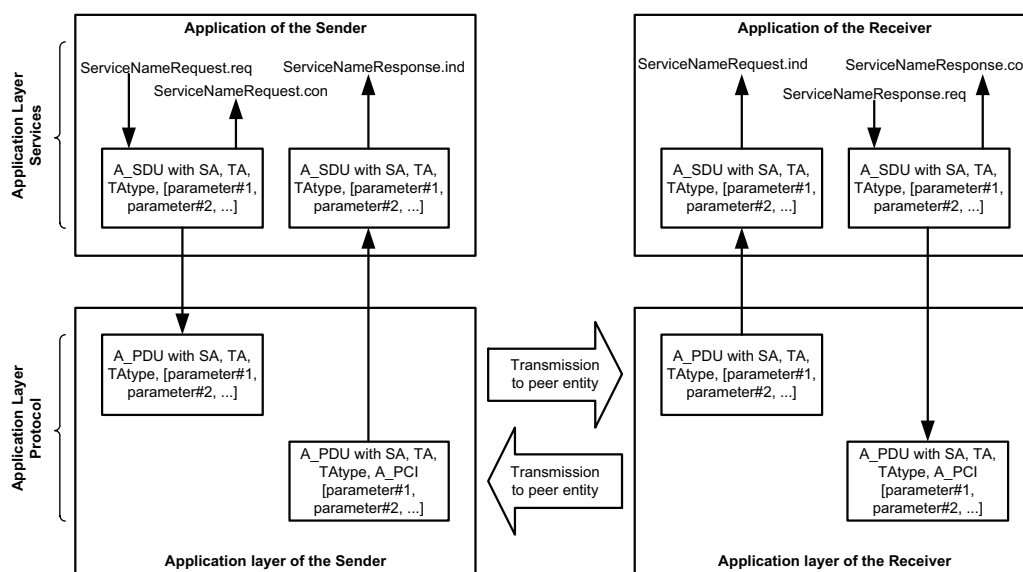 Application of the Sender
ServiceNameRequest.req
ServiceNameRequest.con
ServiceNameResponse.ind
A_SDU with SA, TA,
TAtype, [parameter#1,
parameter#2, ...]
A_SDU with SA, TA,
TAtype, [parameter#1,
parameter#2, ...]
Application of the Receiver
ServiceNameRequest.ind
ServiceNameResponse.co
ServiceNameResponse.req
A_SDU with SA, TA,
TAtype, [parameter#1,
parameter#2, ...]
A_SDU with SA, TA,
TAtype, [parameter#1,
parameter#2, ...]
Application Layer
Services
Application Layer
Protocol
A_PDU with SA, TA,
TAtype, [parameter#1,
parameter#2, ...]
A_PDU with SA, TA,
TAtype, A_PCI
[parameter#1,
parameter#2, ...]
Application layer of the Sender
Transmission
to peer entity
Transmission
to peer entity
A_PDU with SA, TA,
TAtype, [parameter#1,
parameter#2, ...]
A_PDU with SA, TA,
TAtype, A_PCI
[parameter#1,
parameter#2, ...]
Application layer of the Receiver